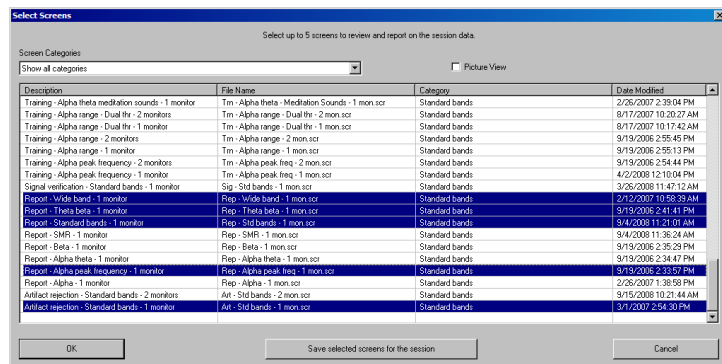 Select Screens
Select up to 5 screens to review and report on the session data.
Screen Categories
Show all categories
Picture View
Description File Name Category Date Modified
Training - Alpha theta meditation sounds - 1 monitor Trn - Alpha theta - Meditation Sounds - 1 mon.scr Standard bands 2/26/2007 2:39:04 PM
Training - Alpha range - Dual thr - 2 monitors Trn - Alpha range - Dual thr - 2 mon.scr Standard bands 8/17/2007 10:20:27 AM
Training - Alpha range - Dual thr - 1 monitor Trn - Alpha range - Dual thr - 1 mon.scr Standard bands 8/17/2007 10:17:42 AM
Training - Alpha range - 2 monitors Trn - Alpha range - 2 mon.scr Standard bands 9/19/2006 2:55:45 PM
Training - Alpha range - 1 monitor Trn - Alpha range - 1 mon.scr Standard bands 9/19/2006 2:55:13 PM
Training - Alpha peak frequency - 2 monitors Trn - Alpha peak freq - 2 mon.scr Standard bands 9/19/2006 2:54:44 PM
Training - Alpha peak frequency - 1 monitor Trn - Alpha peak freq - 1 mon.scr Standard bands 4/2/2008 12:10:04 PM
Signal verification - Standard bands - 1 monitor Sig - Std bands - 1 mon.scr Standard bands 3/26/2008 11:47:12 AM
Report - Wide band - 1 monitor Rep - Wide band - 1 mon.scr Standard bands 2/12/2007 10:58:39 AM
Report - Theta beta - 1 monitor Rep - Theta beta - 1 mon.scr Standard bands 9/19/2006 2:41:41 PM
Report - Standard bands - 1 monitor Rep - Std bands - 1 mon.scr Standard bands 9/4/2008 11:21:01 AM
Report - SMR - 1 monitor Rep - SMR - 1 mon.scr Standard bands 9/4/2008 11:36:24 AM
Report - Beta - 1 monitor Rep - Beta - 1 mon.scr Standard bands 9/19/2006 2:35:29 PM
Report - Alpha theta - 1 monitor Rep - Alpha theta - 1 mon.scr Standard bands 9/19/2006 2:34:47 PM
Report - Alpha peak frequency - 1 monitor Rep - Alpha peak freq - 1 mon.scr Standard bands 9/19/2006 2:33:57 PM
Report - Alpha - 1 monitor Rep - Alpha - 1 mon.scr Standard bands 2/26/2007 1:38:58 PM
Artifact rejection - Standard bands - 2 monitors Art - Std bands - 2 mon.scr Standard bands 9/15/2008 10:21:44 AM
Artifact rejection - Standard bands - 1 monitor Art - Std bands - 1 mon.scr Standard bands 3/1/2007 2:54:30 PM
OK Save selected screens for the session Cancel